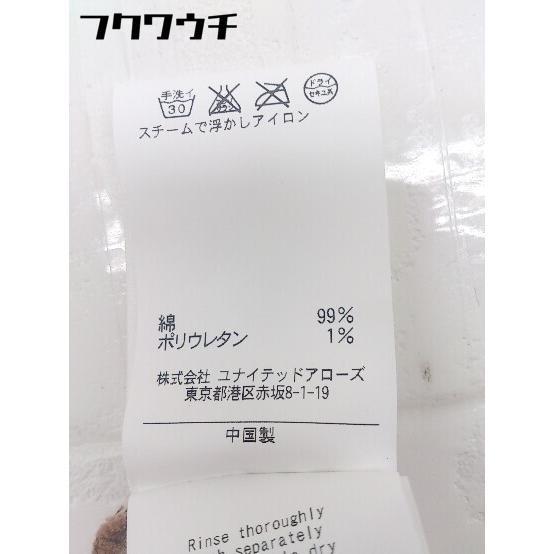 フクワウチ
手洗イ
30
ドライ
セキユ系
スチームで浮かしアイロン
綿 99%
ポリウレタン 1%
株式会社 ユナイテッドアローズ
東京都港区赤坂8-1-19
中国製
Rinse thoroughly
separately
dry